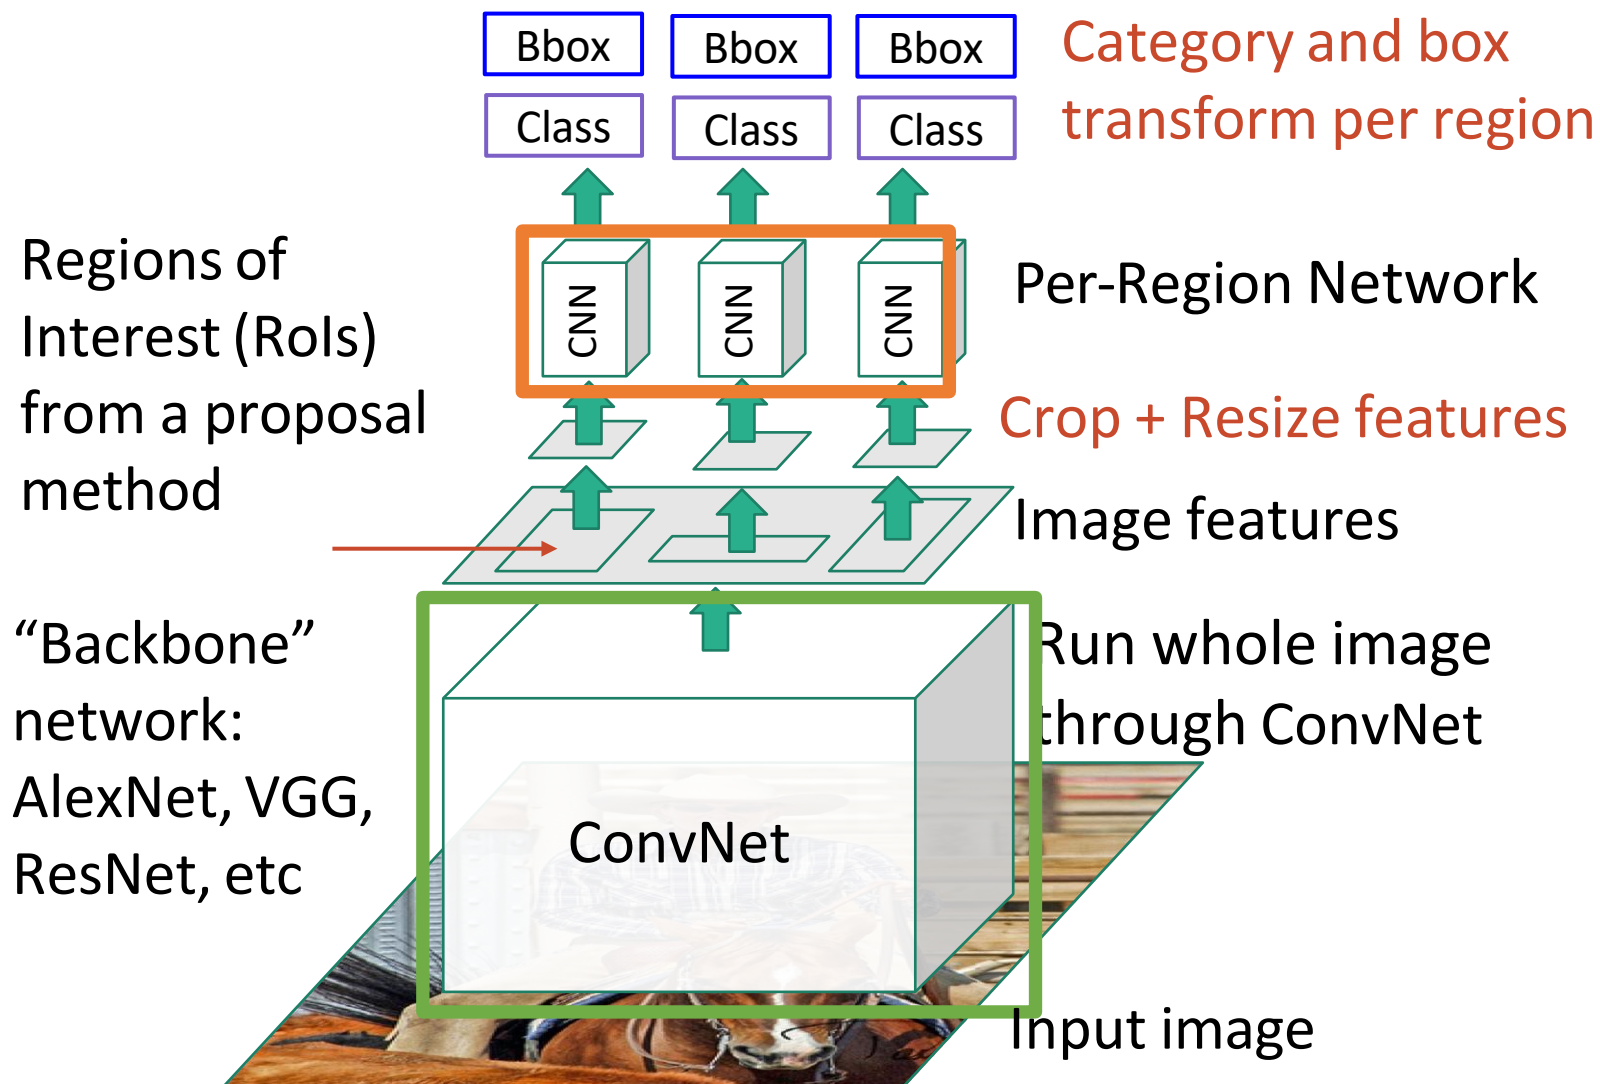 Bbox
Bbox
Bbox
Category and box
transform per region
Class
Class
Class
Regions of
Interest (RoIs)
from a proposal
method
CNN
CNN
CNN
Per-Region Network
Crop + Resize features
Image features
“Backbone”
network:
AlexNet, VGG,
ResNet, etc
Run whole image
through ConvNet
ConvNet
Input image